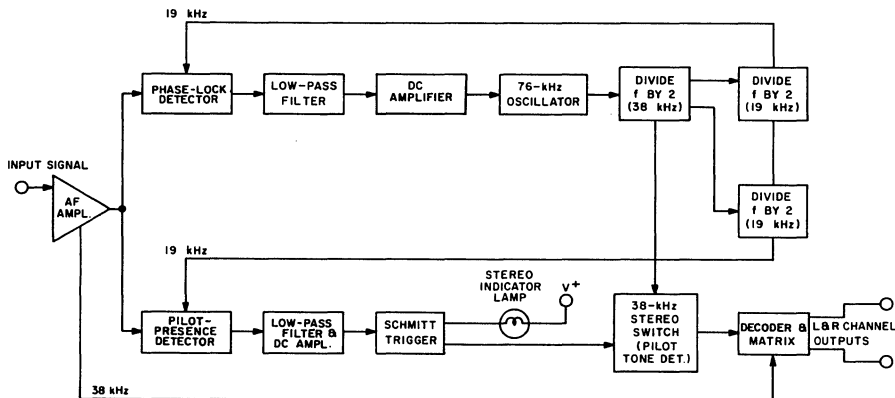 19 kHz
PHASE-LOCK
DETECTOR
LOW-PASS
FILTER
DC
AMPLIFIER
76-kHz
OSCILLATOR
DIVIDE
f BY 2
(38 kHz)
DIVIDE
f BY 2
(19 kHz)
INPUT SIGNAL
AF
AMPL.
DIVIDE
f BY 2
(19 kHz)
19 kHz
PILOT-
PRESENCE
DETECTOR
LOW-PASS
FILTER &
DC AMPL.
SCHMITT
TRIGGER
STEREO
INDICATOR
LAMP
V+
38-kHz
STEREO
SWITCH
(PILOT
TONE DET.)
DECODER &
MATRIX
L&R CHANNEL
OUTPUTS
38 kHz